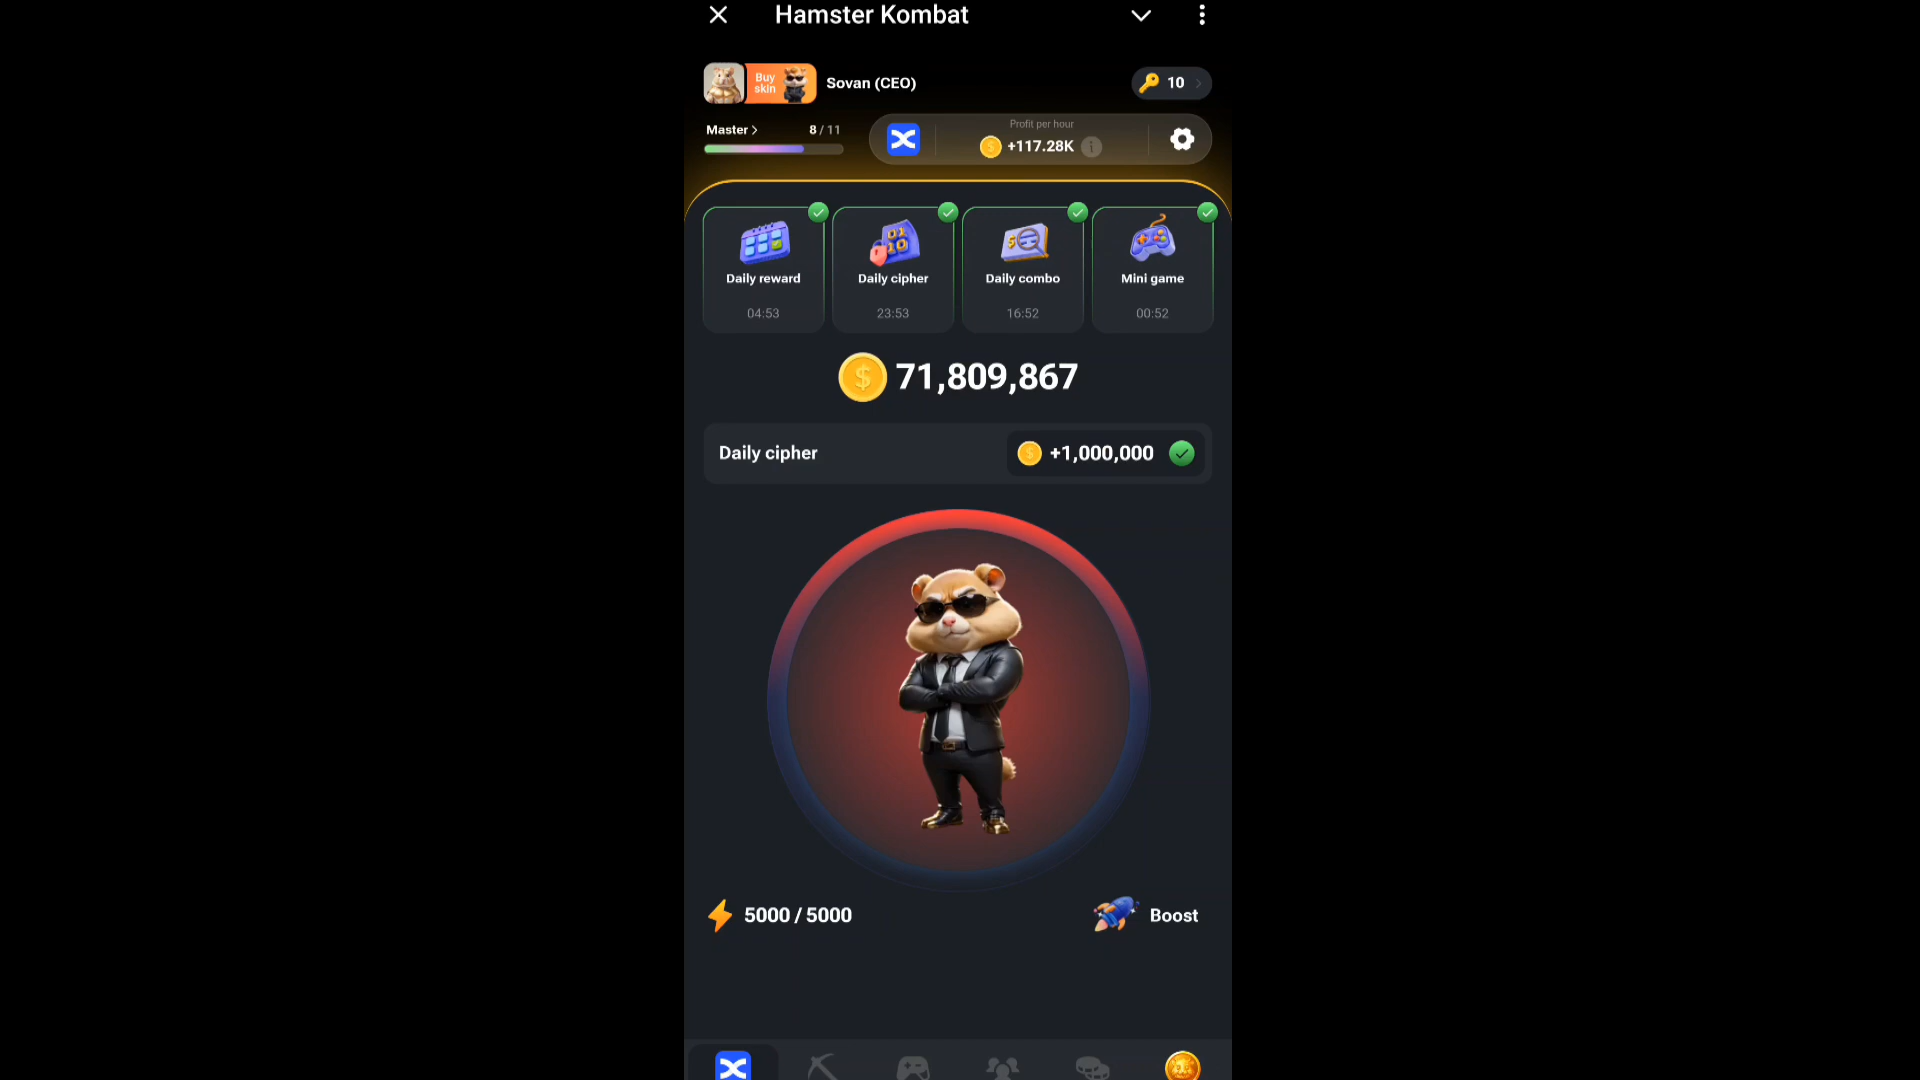 Hamster Kombat
Buy
skin
Sovan (CEO)
10
Master
8 / 11
Profit per hour
+117.28K
Daily reward
04:53
Daily cipher
23:53
Daily combo
16:52
Mini game
00:52
71,809,867
Daily cipher
+1,000,000
5000 / 5000
Boost